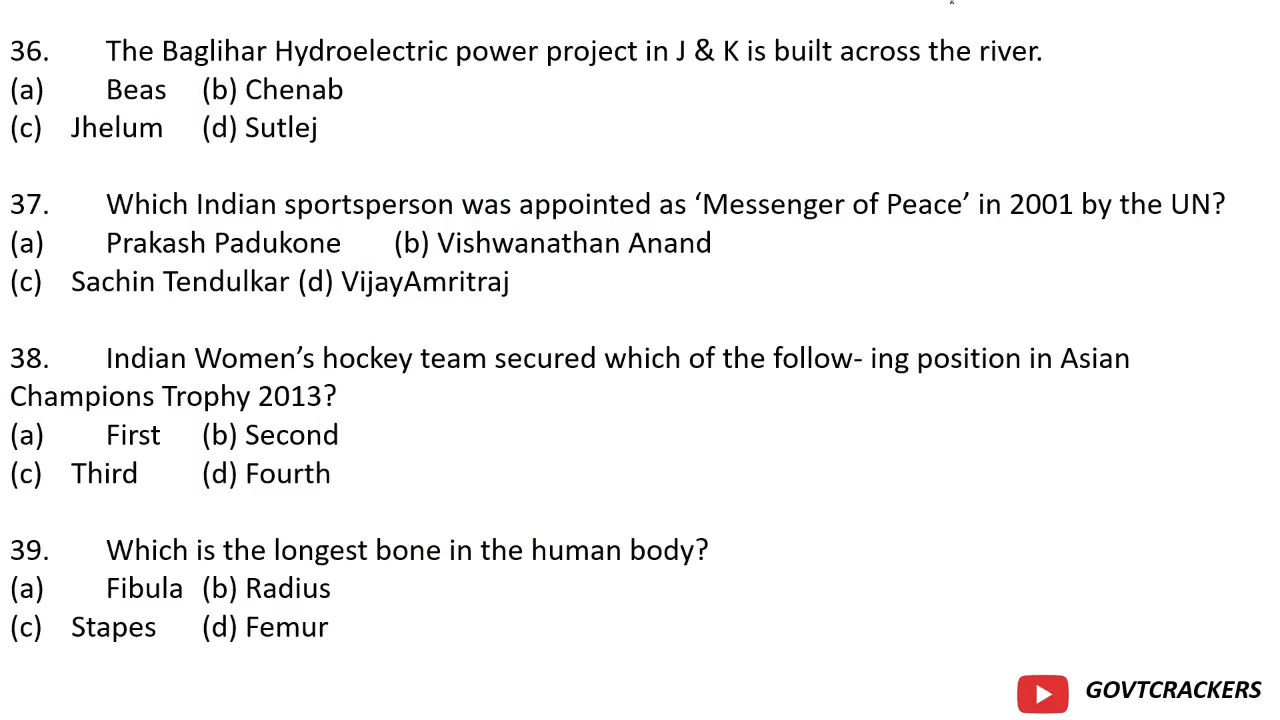 36. The Baglihar Hydroelectric power project in J & K is built across the river.
(a) Beas (b) Chenab
(c) Jhelum (d) Sutlej
37. Which Indian sportsperson was appointed as ‘Messenger of Peace’ in 2001 by the UN?
(a) Prakash Padukone (b) Vishwanathan Anand
(c) Sachin Tendulkar (d) VijayAmritraj
38. Indian Women’s hockey team secured which of the follow- ing position in Asian
Champions Trophy 2013?
(a) First (b) Second
(c) Third (d) Fourth
39. Which is the longest bone in the human body?
(a) Fibula (b) Radius
(c) Stapes (d) Femur
GOVTCRACKERS